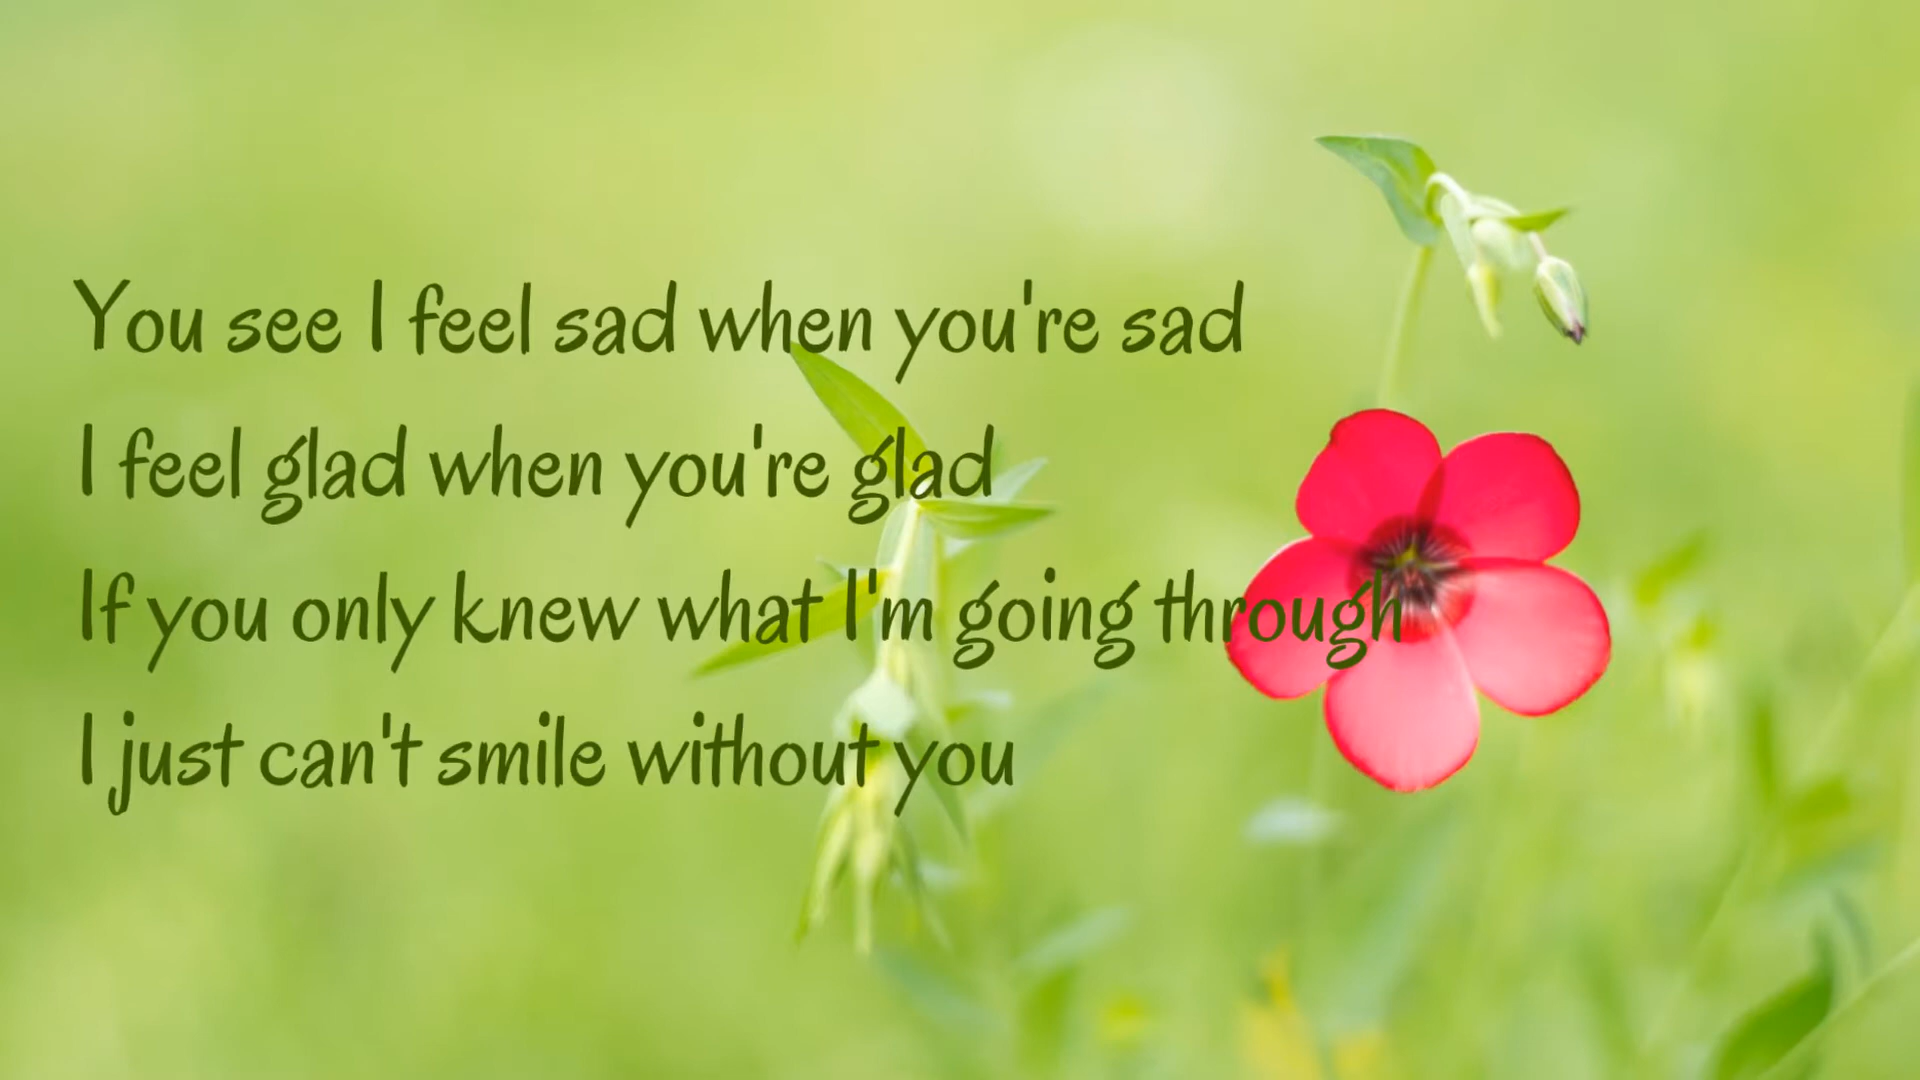 You see I feel sad when you're sad
I feel glad when you're glad
If you only knew what I'm going through
I just can't smile without you